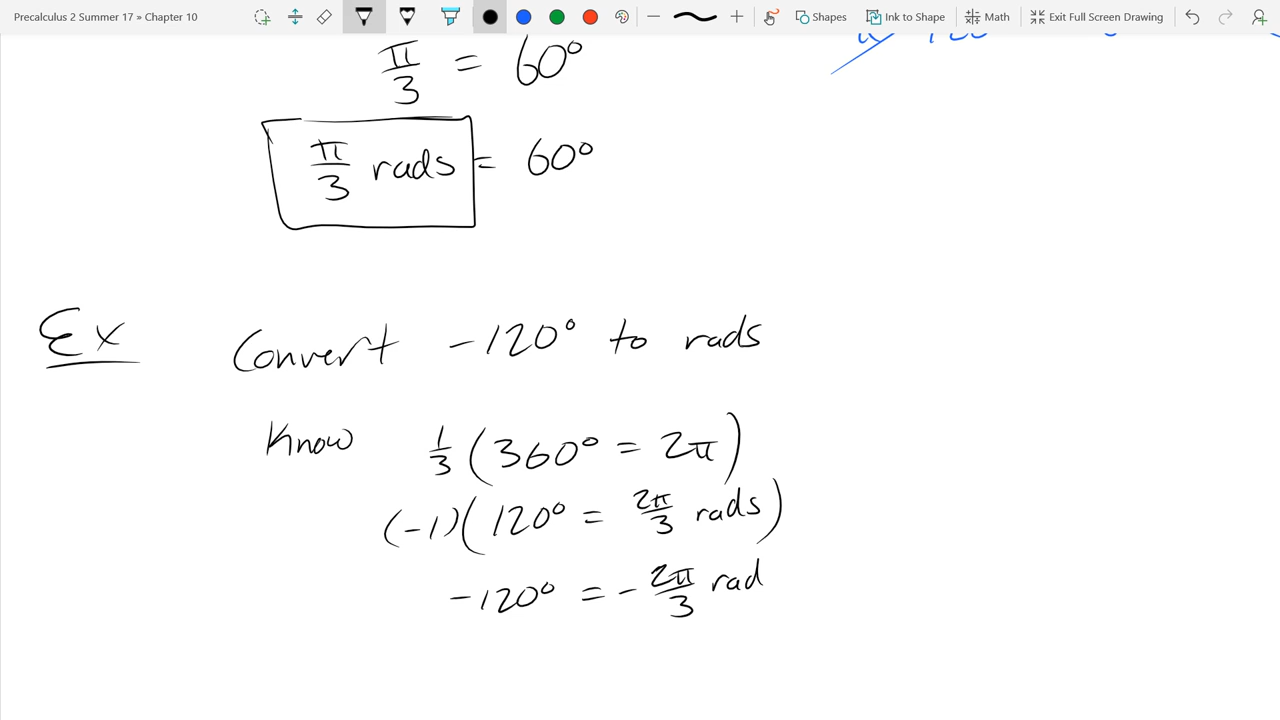 Precalculus 2 Summer 17 » Chapter 10
Shapes
Ink to Shape
Math
Exit Full Screen Drawing
π/3 = 60°
π/3 rads = 60°
Ex Convert -120° to rads
Know 1/3 (360° = 2π)
(-1)(120° = 2π/3 rads)
-120° = -2π/3 rad